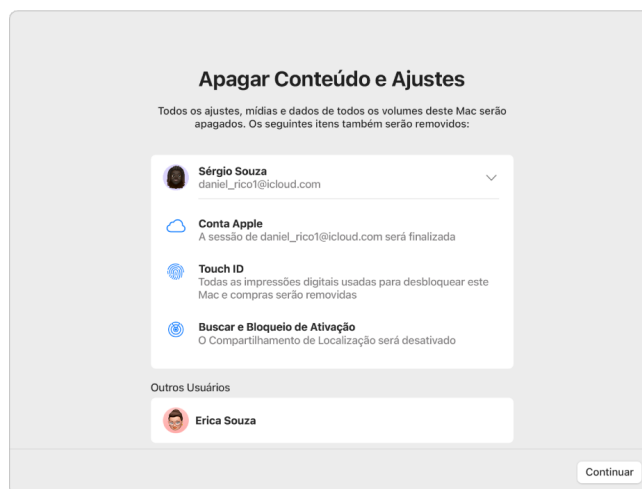 Apagar Conteúdo e Ajustes
Todos os ajustes, mídias e dados de todos os volumes deste Mac serão
apagados. Os seguintes itens também serão removidos:
Sérgio Souza
daniel_rico1@icloud.com
Conta Apple
A sessão de daniel_rico1@icloud.com será finalizada
Touch ID
Todas as impressões digitais usadas para desbloquear este
Mac e compras serão removidas
Buscar e Bloqueio de Ativação
O Compartilhamento de Localização será desativado
Outros Usuários
Erica Souza
Continuar